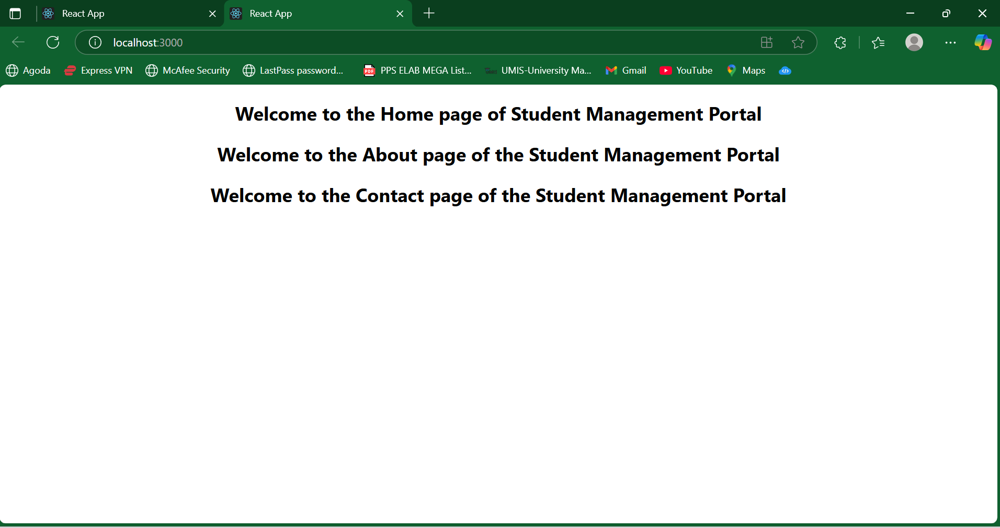 React App
React App
localhost:3000
Agoda
Express VPN
McAfee Security
LastPass password...
PDF
PPS ELAB MEGA List...
UMIS-University Ma...
Gmail
YouTube
Maps
Welcome to the Home page of Student Management Portal
Welcome to the About page of the Student Management Portal
Welcome to the Contact page of the Student Management Portal